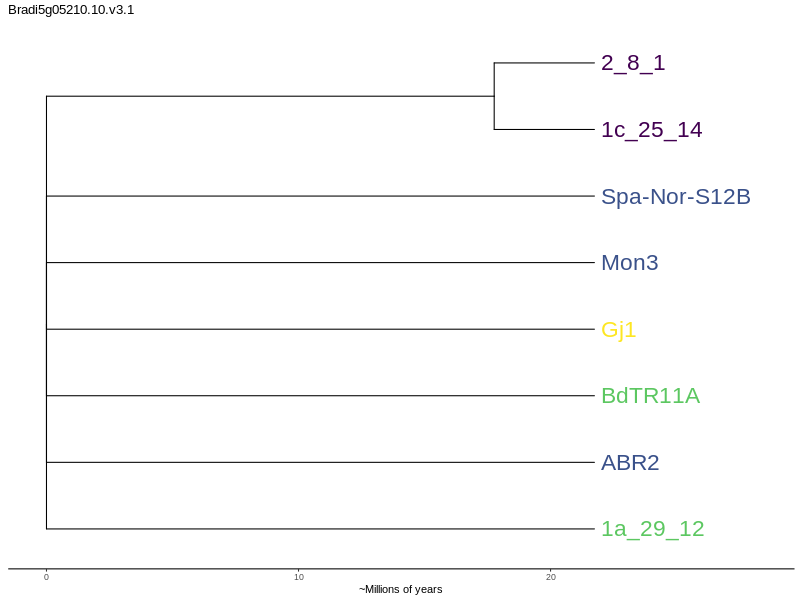 Bradi5g05210.10.v3.1
2_8_1
1c_25_14
Spa-Nor-S12B
Mon3
Gj1
BdTR11A
ABR2
1a_29_12
0 10 20
~Millions of years